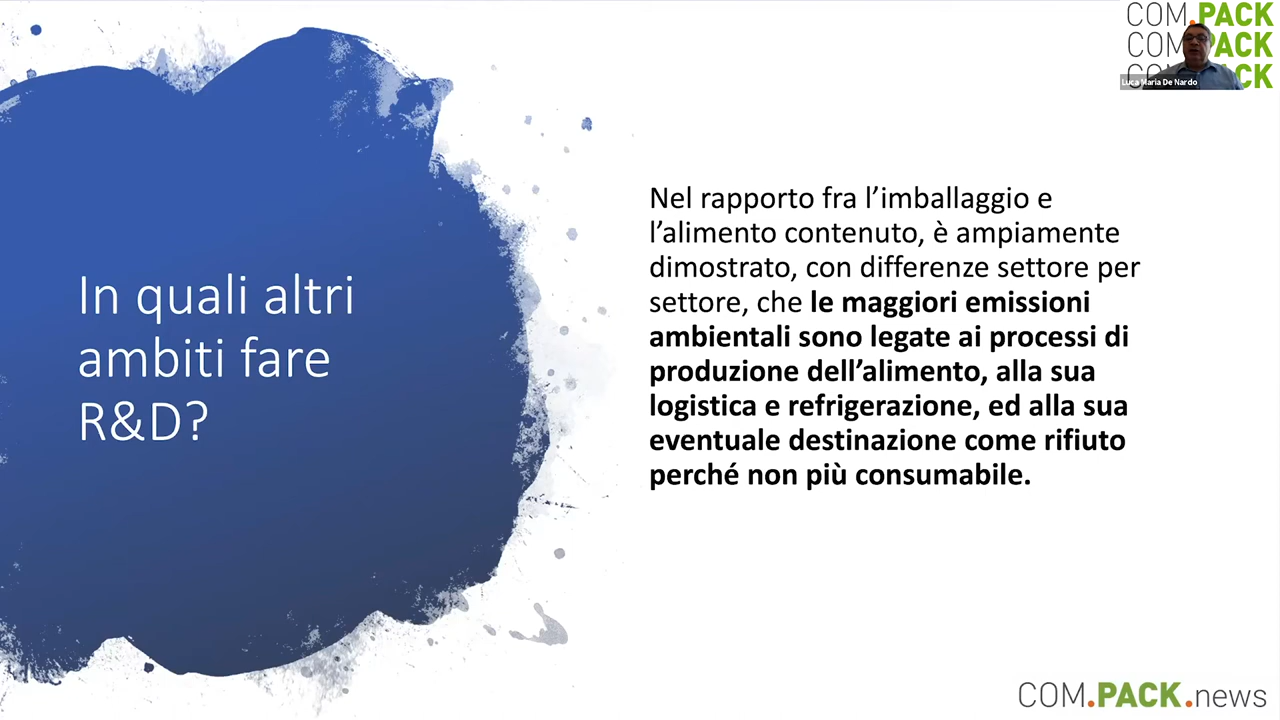 COM.PACK
COM.PACK
COM.PACK
Luca Maria De Nardo
In quali altri
ambiti fare
R&D?
Nel rapporto fra l’imballaggio e
l’alimento contenuto, è ampiamente
dimostrato, con differenze settore per
settore, che le maggiori emissioni
ambientali sono legate ai processi di
produzione dell’alimento, alla sua
logistica e refrigerazione, ed alla sua
eventuale destinazione come rifiuto
perché non più consumabile.
COM.PACK.news